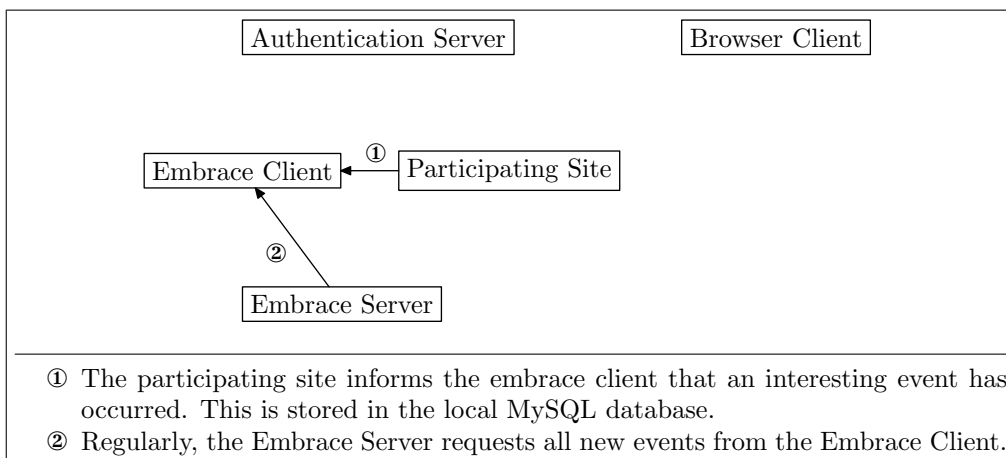 Authentication Server
Browser Client
①
Embrace Client
Participating Site
②
Embrace Server
① The participating site informs the embrace client that an interesting event has
occurred. This is stored in the local MySQL database.
② Regularly, the Embrace Server requests all new events from the Embrace Client.